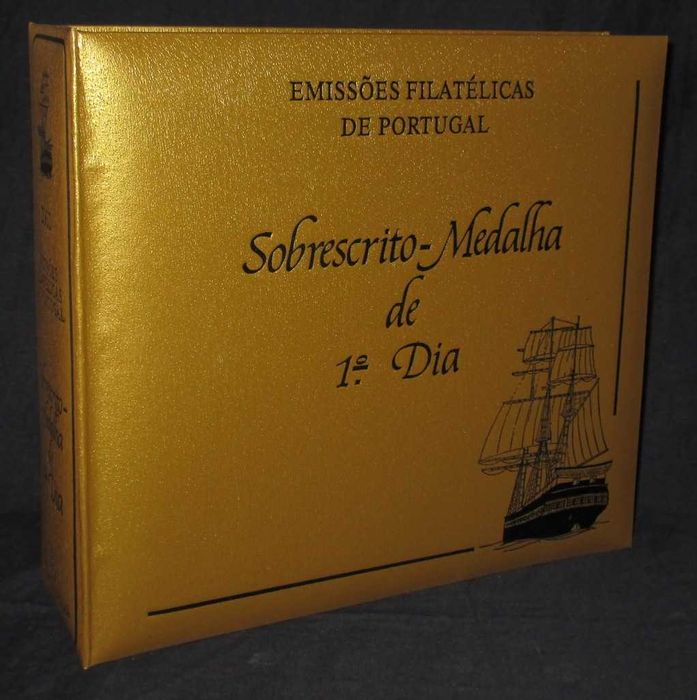 EMISSÕES FILATÉLICAS
DE PORTUGAL
Sobrescrito-Medalha
de
1.º Dia